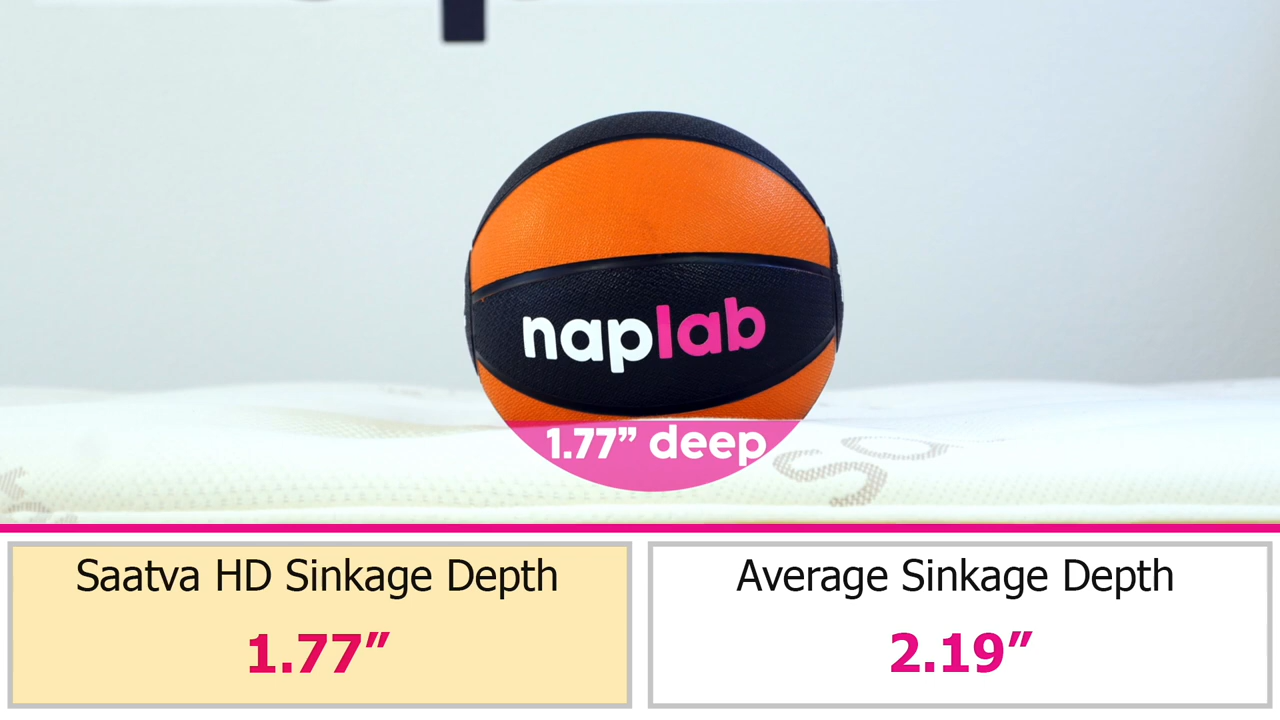 naplab
1.77” deep
Saatva HD Sinkage Depth
1.77”
Average Sinkage Depth
2.19”